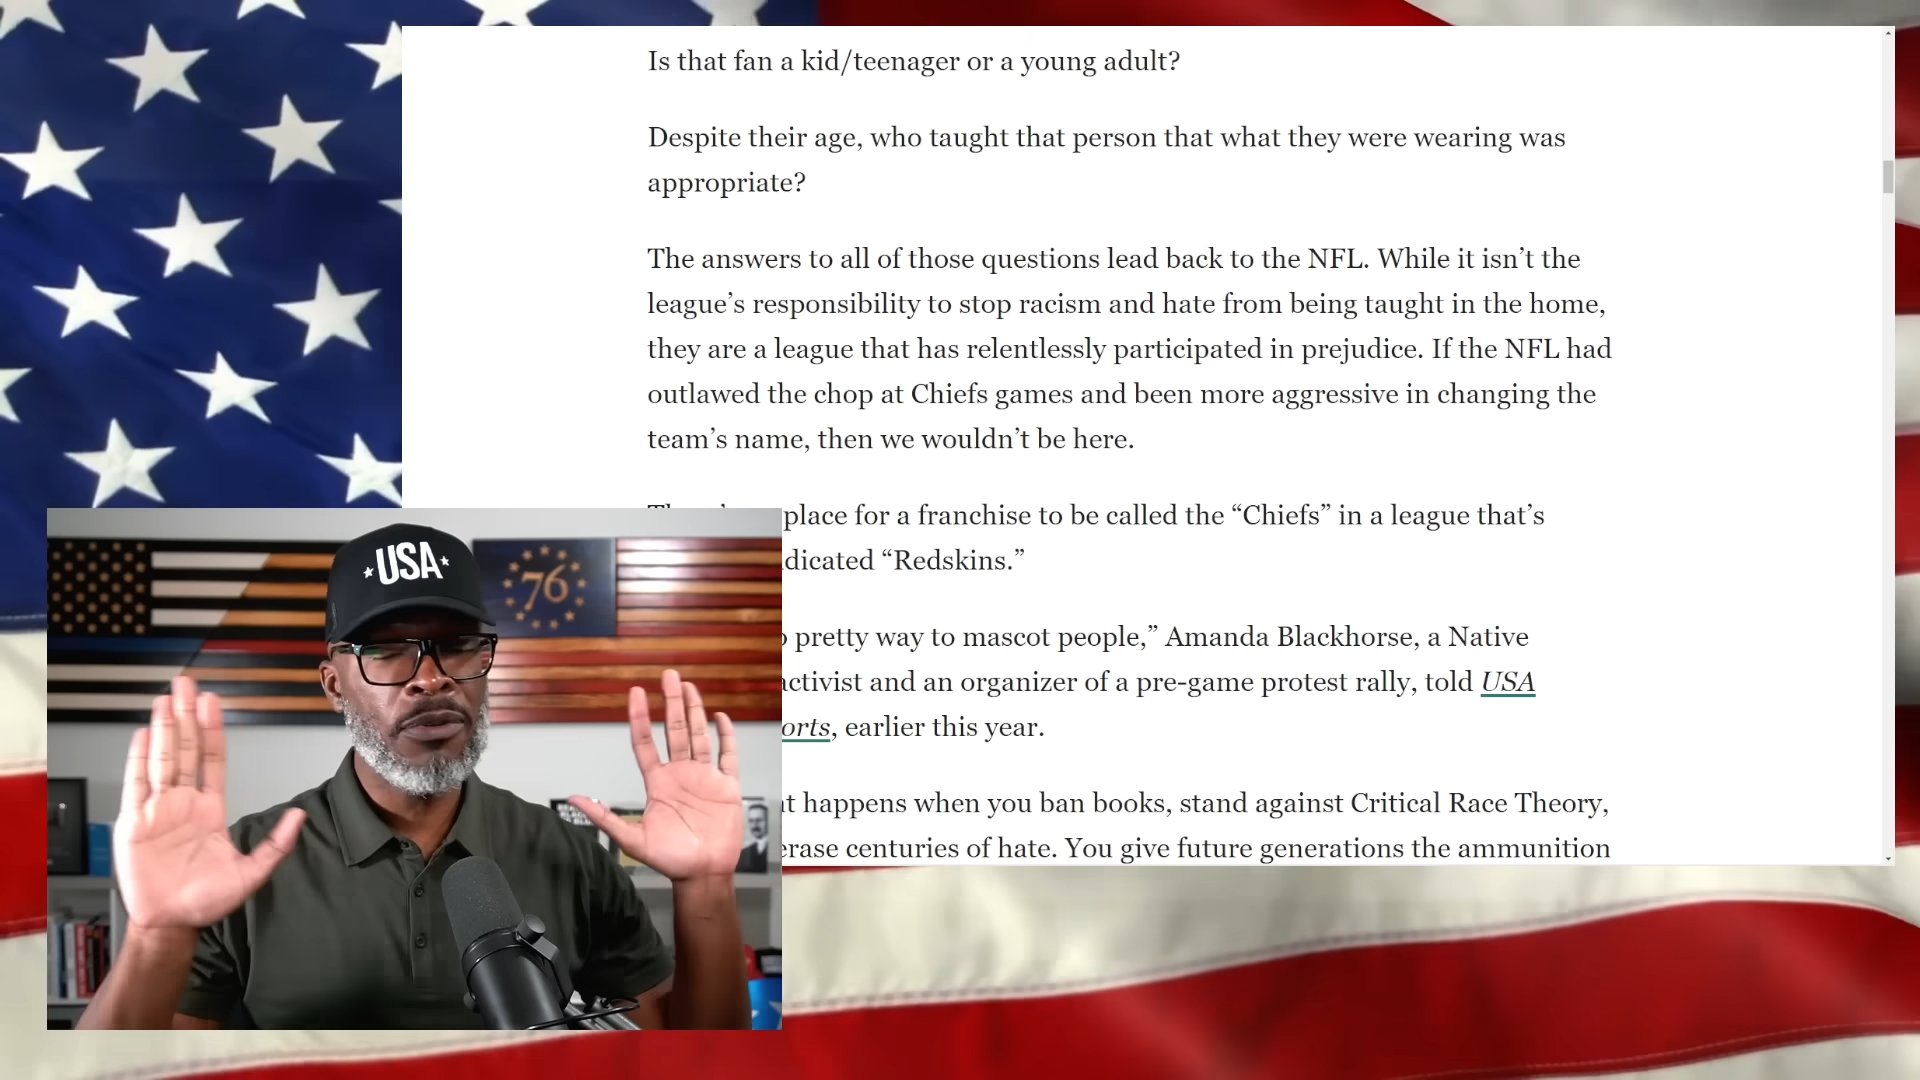 Is that fan a kid/teenager or a young adult?
Despite their age, who taught that person that what they were wearing was
appropriate?
The answers to all of those questions lead back to the NFL. While it isn’t the
league’s responsibility to stop racism and hate from being taught in the home,
they are a league that has relentlessly participated in prejudice. If the NFL had
outlawed the chop at Chiefs games and been more aggressive in changing the
team’s name, then we wouldn’t be here.
place for a franchise to be called the “Chiefs” in a league that’s
dicated “Redskins.”
pretty way to mascot people,” Amanda Blackhorse, a Native
activist and an organizer of a pre-game protest rally, told USA
orts, earlier this year.
t happens when you ban books, stand against Critical Race Theory,
erase centuries of hate. You give future generations the ammunition
USA
76